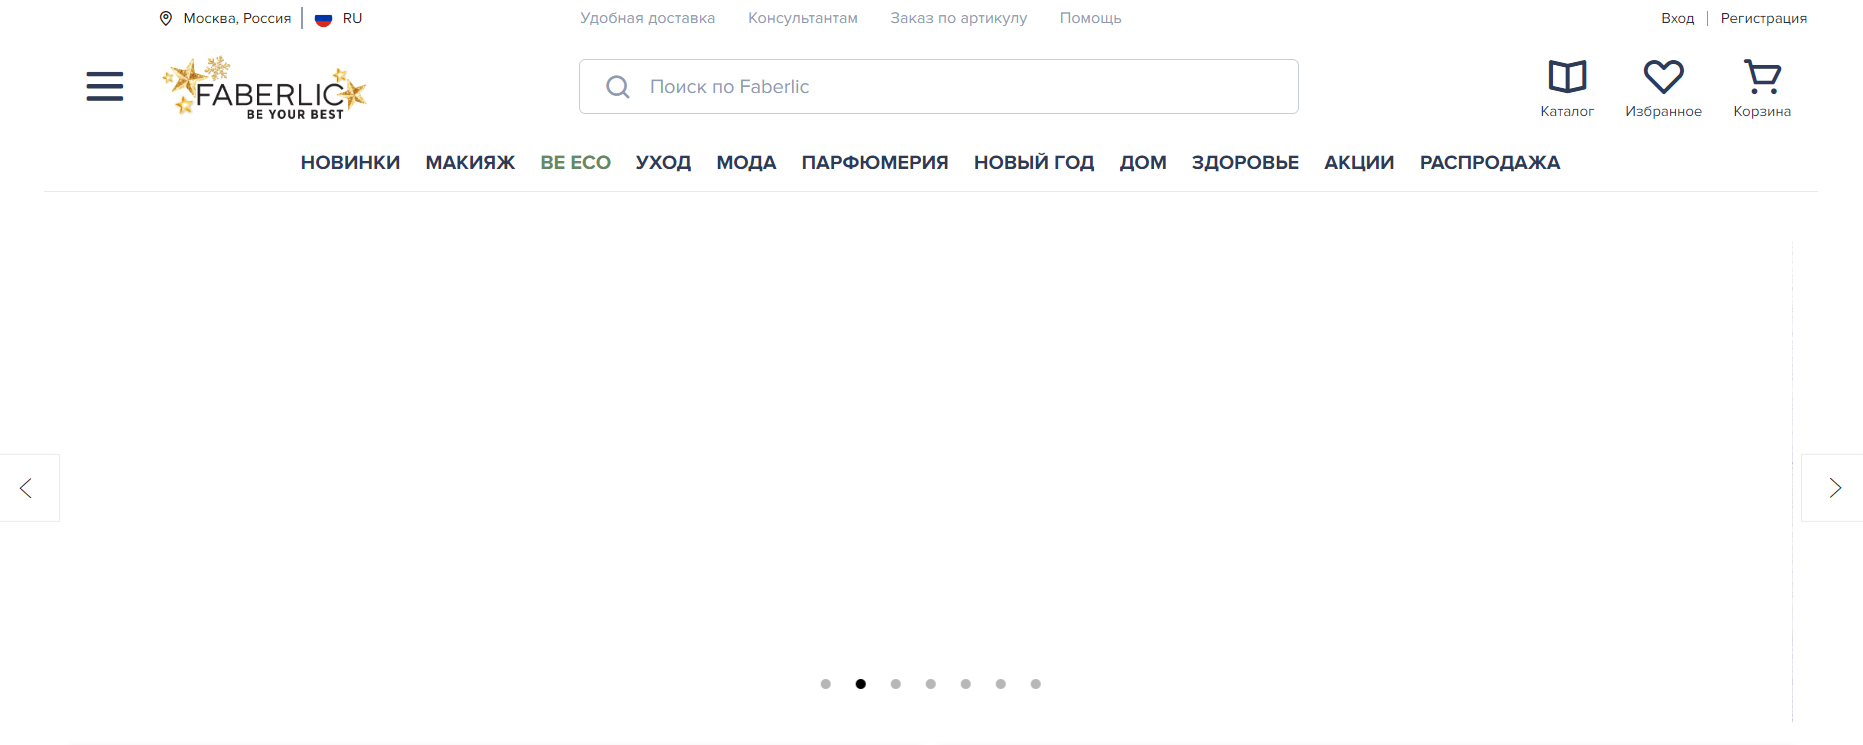 Москва, Россия RU Удобная доставка Консультантам Заказ по артикулу Помощь Вход Регистрация
FABERLIC
BE YOUR BEST
Поиск по Faberlic
Каталог Избранное Корзина
НОВИНКИ МАКИЯЖ BE ECO УХОД МОДА ПАРФЮМЕРИЯ НОВЫЙ ГОД ДОМ ЗДОРОВЬЕ АКЦИИ РАСПРОДАЖА